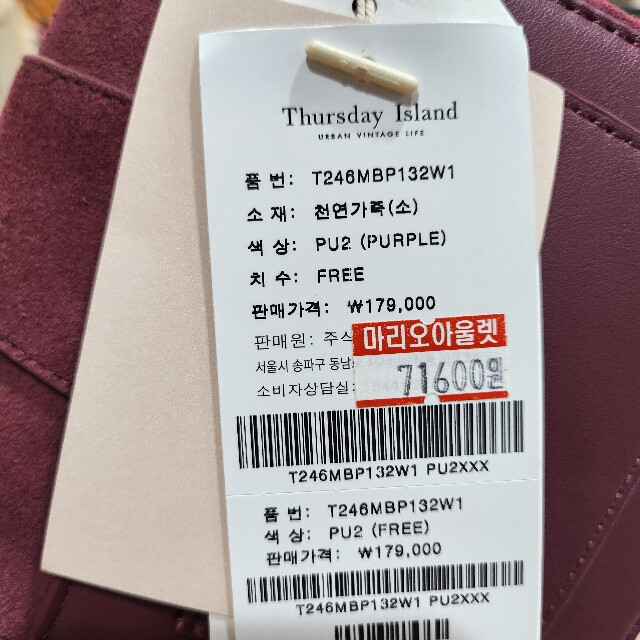 Thursday Island
URBAN VINTAGE LIFE
품 번: T246MBP132W1
소 재: 천연가죽(소)
색 상: PU2 (PURPLE)
치 수: FREE
판매가격: ₩179,000
판매원: 주식
마리오아울렛
서울시 송파구 동남
71600원
소비자상담실:
T246MBP132W1 PU2XXX
품 번: T246MBP132W1
색 상: PU2 (FREE)
판매가격: ₩179,000
T246MBP132W1 PU2XXX